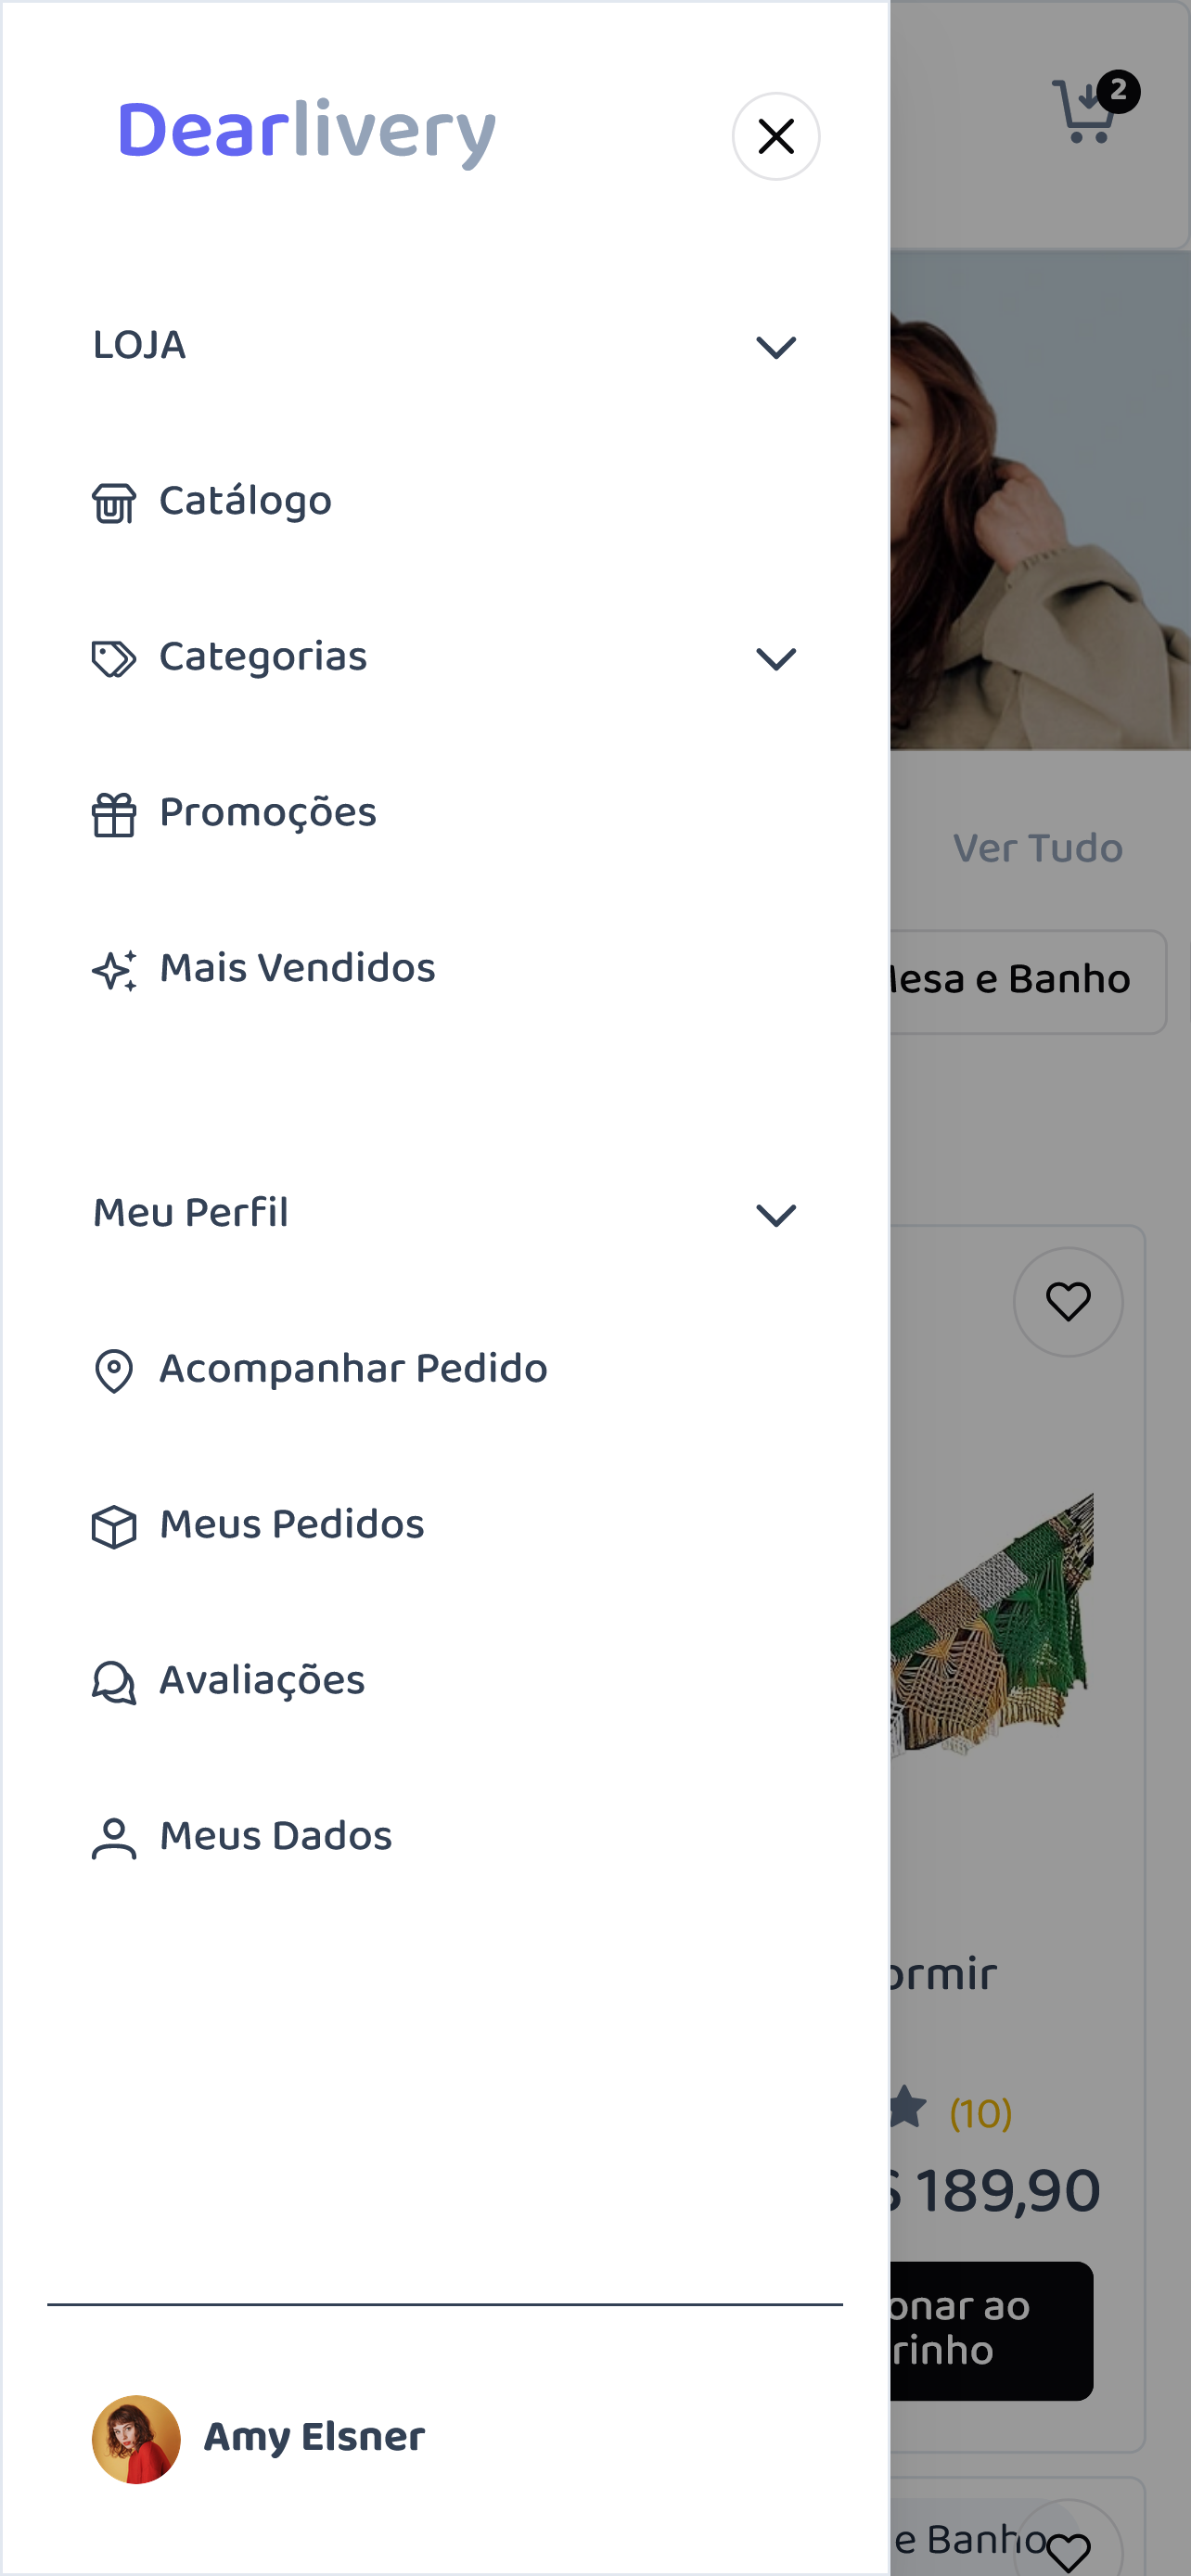 Dearlivery
2
LOJA
Catálogo
Categorias
Promoções
Ver Tudo
Mais Vendidos
esa e Banho
Meu Perfil
Acompanhar Pedido
Meus Pedidos
Avaliações
Meus Dados
ormir
(10)
$ 189,90
onar ao
rinho
Amy Elsner
e Banho